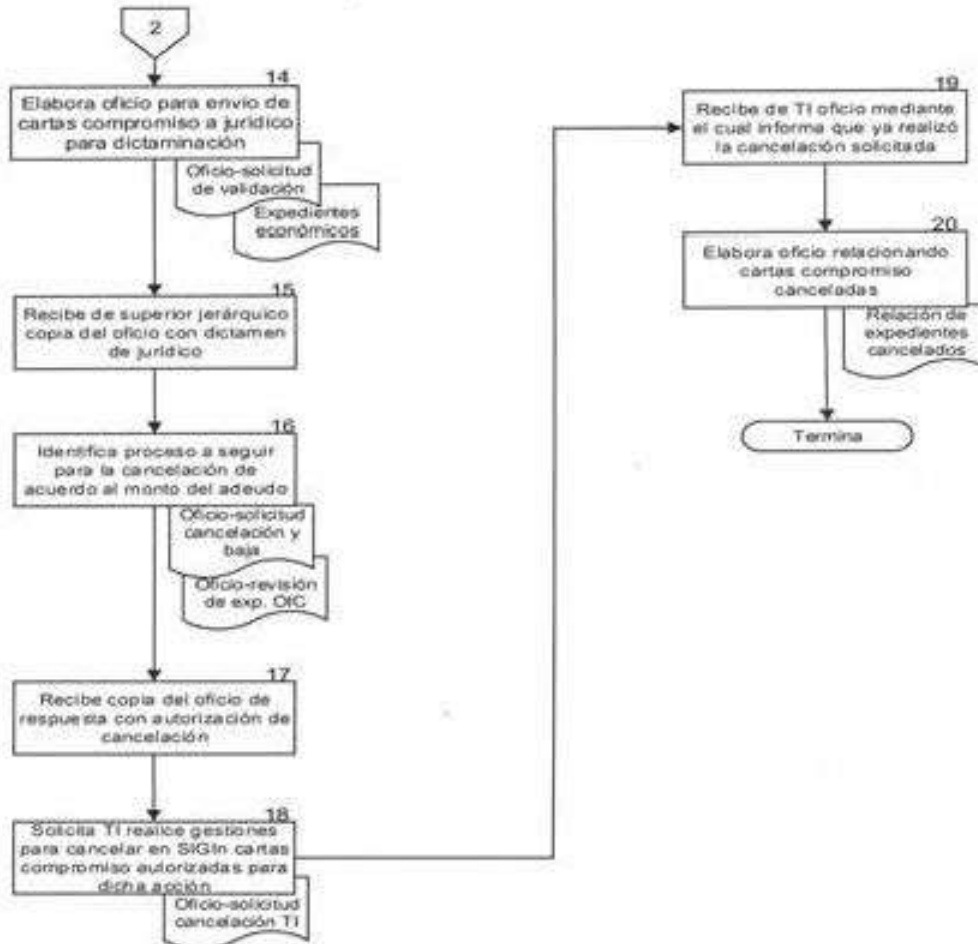 2
14
Elabora oficio para envío de
cartas compromiso a jurídico
para dictaminación
Oficio-solicitud
de validación
Expedientes
económicos
15
Recibe de superior jerárquico
copia del oficio con dictamen
de jurídico
16
Identifica proceso a seguir
para la cancelación de
acuerdo al monto del adeudo
Oficio-solicitud
cancelación y
baja
Oficio-revisión
de exp. OIC
17
Recibe copia del oficio de
respuesta con autorización de
cancelación
18
Solicita TI realice gestiones
para cancelar en SIGIn cartas
compromiso autorizadas para
dicha acción
Oficio-solicitud
cancelación TI
19
Recibe de TI oficio mediante
el cual informa que ya realizó
la cancelación solicitada
20
Elabora oficio relacionando
cartas compromiso
canceladas
Relación de
expedientes
cancelados
Termina